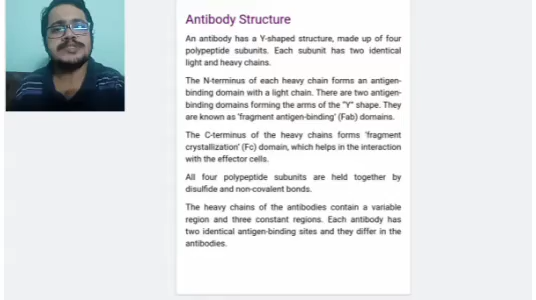 Antibody Structure
An antibody has a Y-shaped structure, made up of four
polypeptide subunits. Each subunit has two identical
light and heavy chains.
The N-terminus of each heavy chain forms an antigen-
binding domain with a light chain. There are two antigen-
binding domains forming the arms of the "Y" shape. They
are known as 'fragment antigen-binding' (Fab) domains.
The C-terminus of the heavy chains forms 'fragment
crystallization' (Fc) domain, which helps in the interaction
with the effector cells.
All four polypeptide subunits are held together by
disulfide and non-covalent bonds.
The heavy chains of the antibodies contain a variable
region and three constant regions. Each antibody has
two identical antigen-binding sites and they differ in the
antibodies.